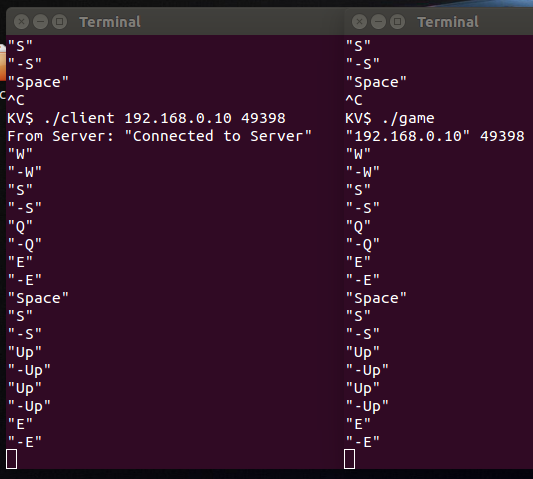 Terminal
"S"
"-S"
"Space"
^C
KV$ ./client 192.168.0.10 49398
From Server: "Connected to Server"
"W"
"-W"
"S"
"-S"
"Q"
"-Q"
"E"
"-E"
"Space"
"S"
"-S"
"Up"
"-Up"
"Up"
"-Up"
"E"
"-E"
Terminal
"S"
"-S"
"Space"
^C
KV$ ./game
"192.168.0.10" 49398
"W"
"-W"
"S"
"-S"
"Q"
"-Q"
"E"
"-E"
"Space"
"S"
"-S"
"Up"
"-Up"
"Up"
"-Up"
"E"
"-E"